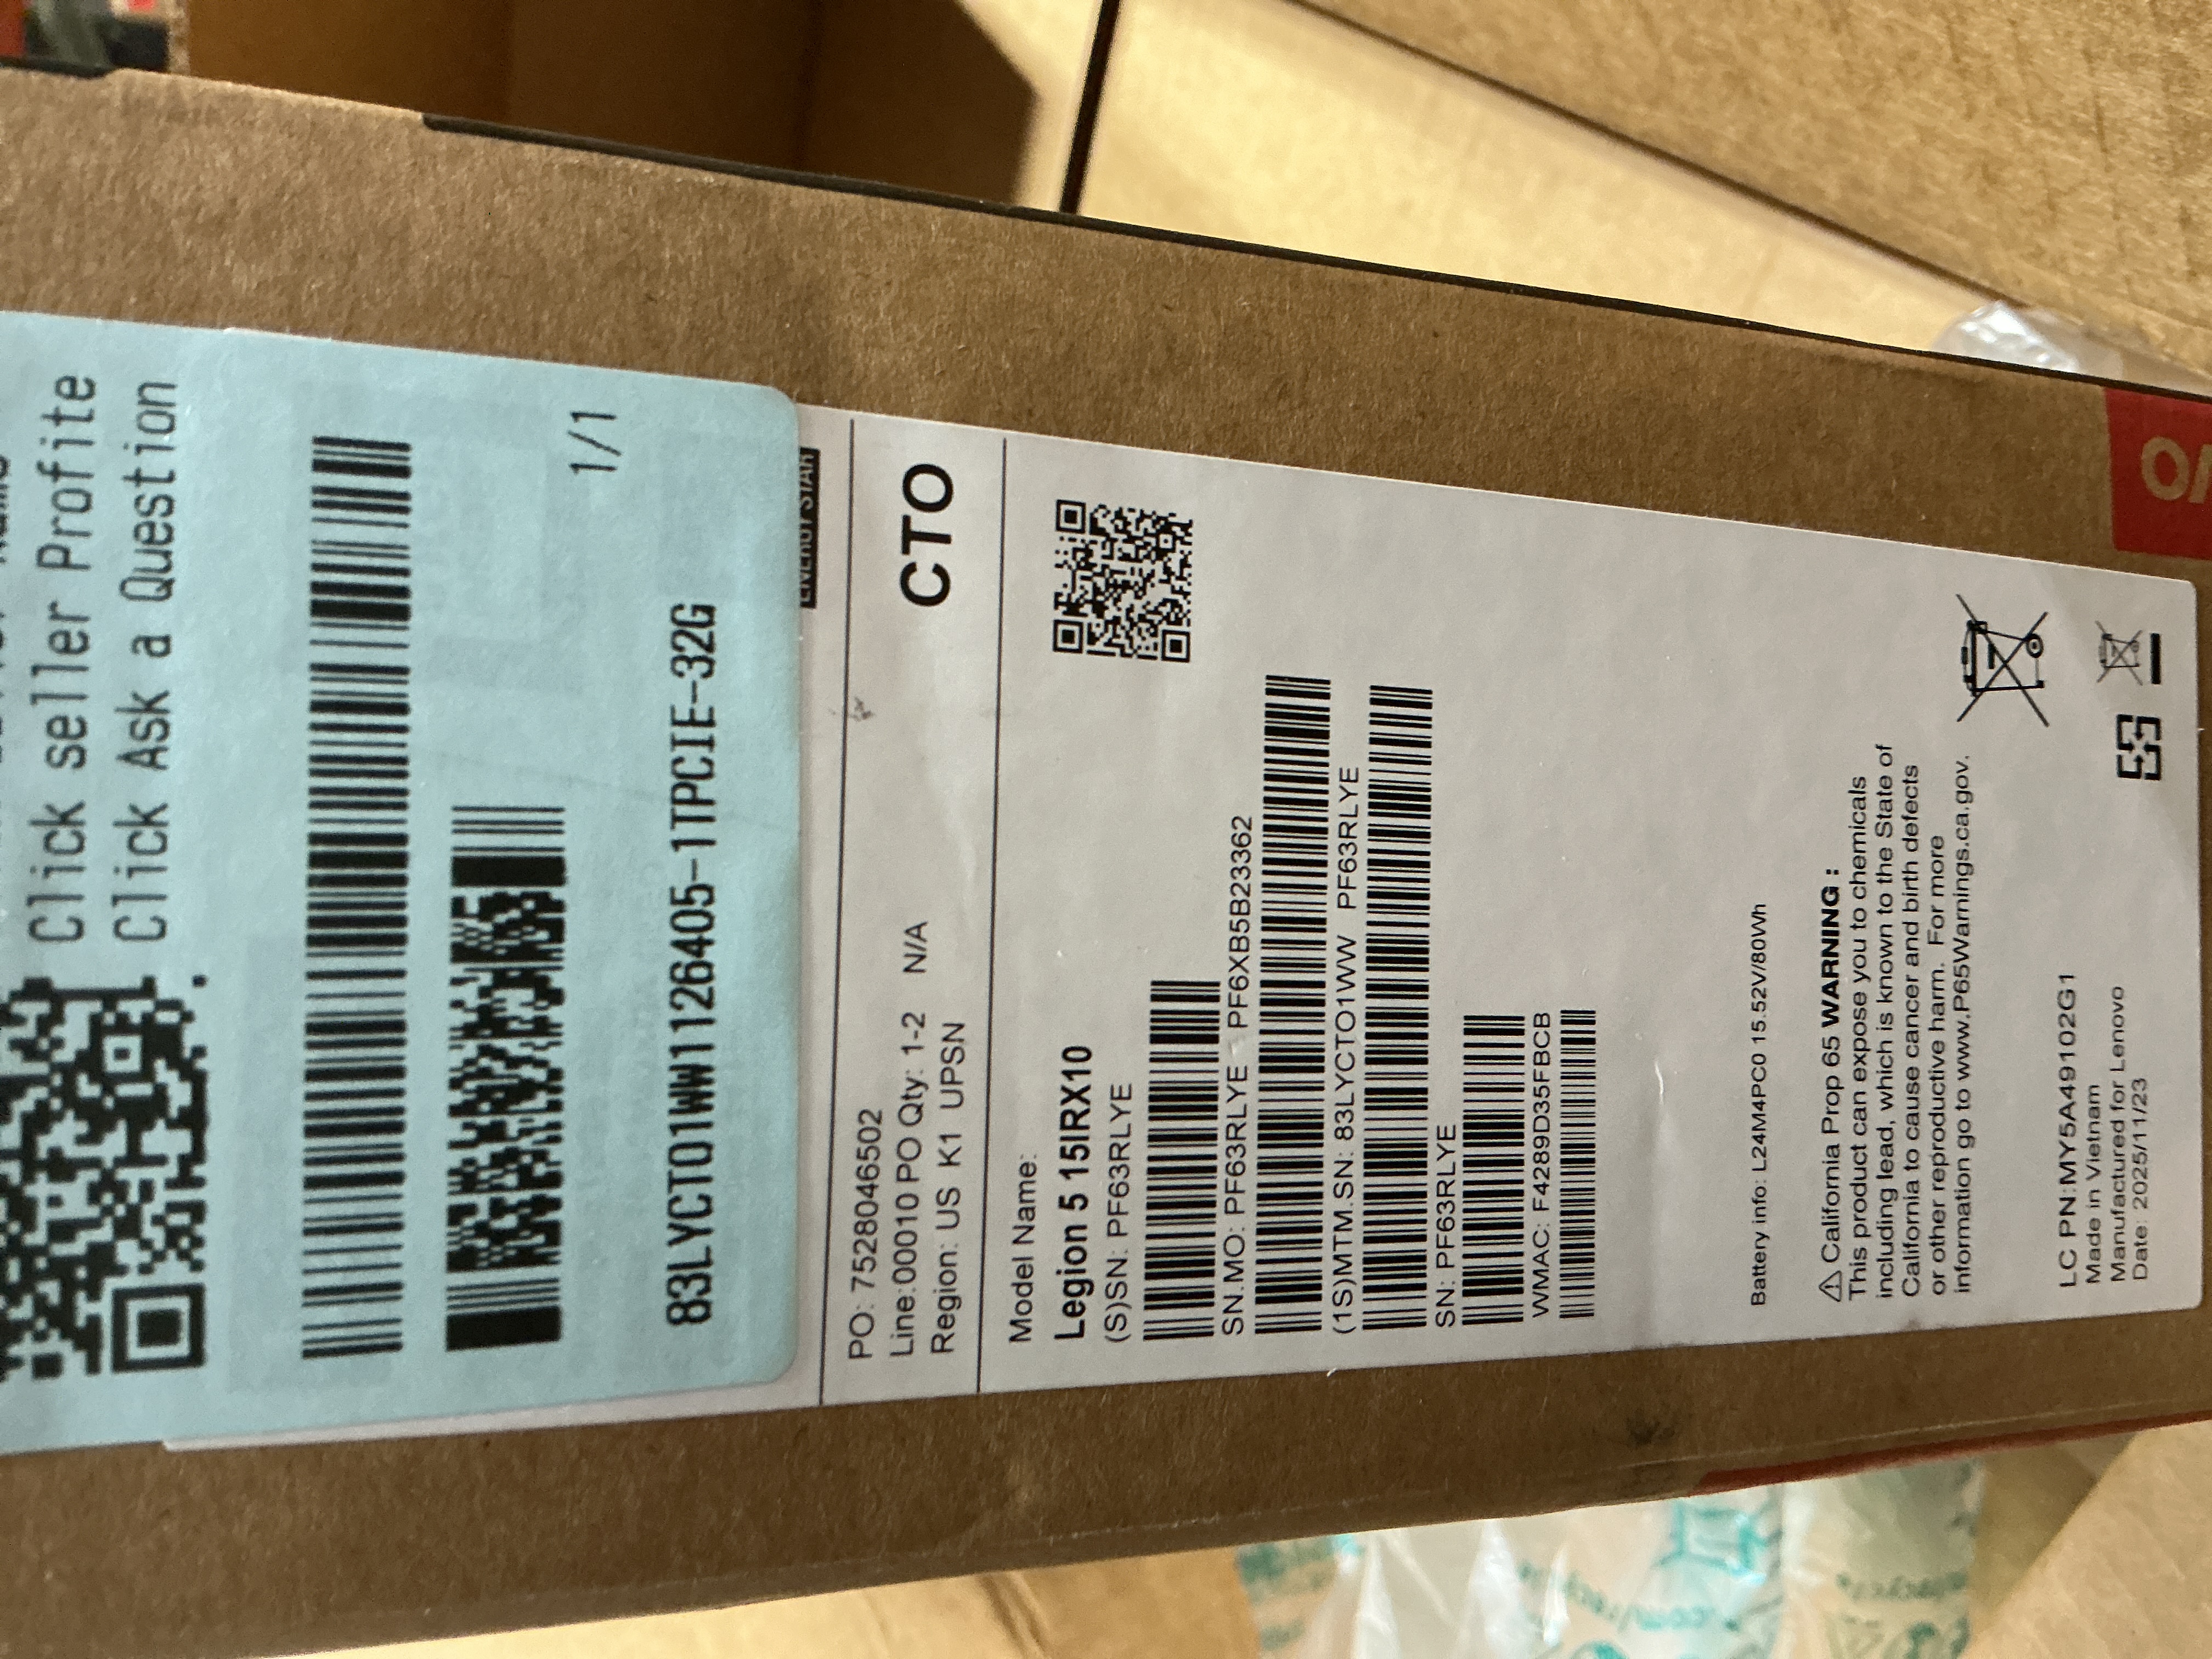 Click seller Profite
Click Ask a Question
1/1
83LYCTO1WW1126405-1TPCIE-32G
ENERGY STAR
PO: 7528046502
Line:00010 PO Qty: 1-2 N/A
Region: US K1 UPSN
CTO
Model Name:
Legion 5 15IRX10
(S)SN: PF63RLYE
SN.MO: PF63RLYE PF6XB5B23362
(1S)MTM.SN: 83LYCTO1WW PF63RLYE
SN: PF63RLYE
WMAC: F4289D35FBCB
Battery info: L24M4PC0 15.52V/80Wh
⚠California Prop 65 WARNING :
This product can expose you to chemicals
including lead, which is known to the State of
California to cause cancer and birth defects
or other reproductive harm. For more
information go to www.P65Warnings.ca.gov.
LC PN:MY5A49102G1
Made in Vietnam
Manufactured for Lenovo
Date: 2025/11/23